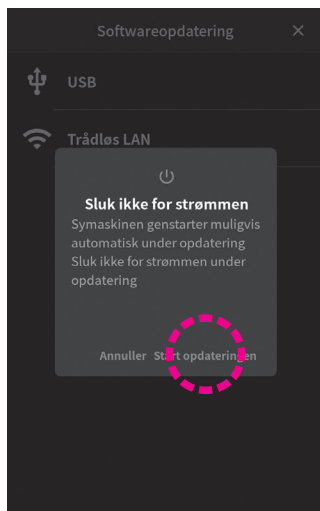 Softwareopdatering
USB
Trådløs LAN
Sluk ikke for strømmen
Symaskinen genstarter muligvis
automatisk under opdatering
Sluk ikke for strømmen under
opdatering
Annuller Start opdateringen